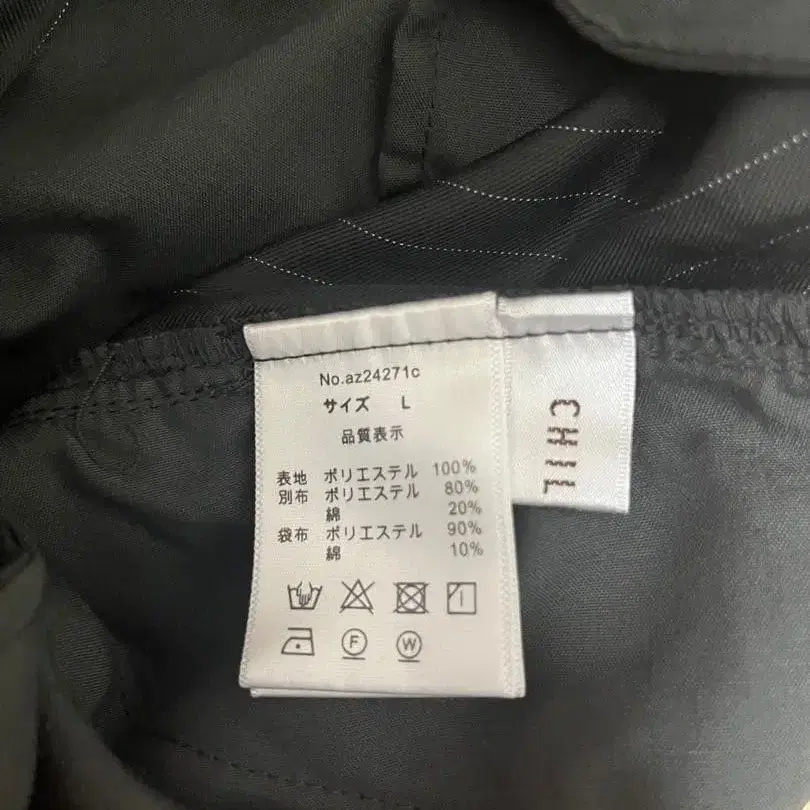 No.az24271c
サイズ L
品質表示
表地 ポリエステル 100%
別布 ポリエステル 80%
綿 20%
袋布 ポリエステル 90%
綿 10%
F W
CHIL